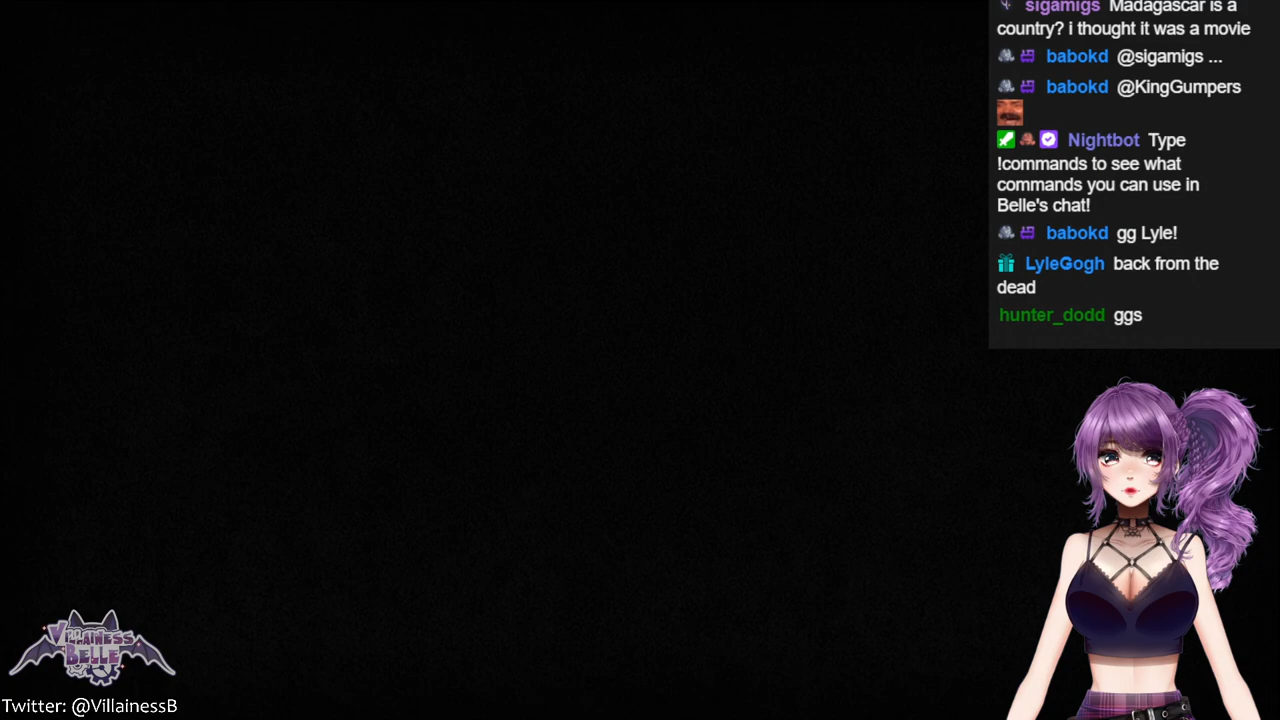 sigamigs Madagascar is a
country? i thought it was a movie
babokd @sigamigs ...
babokd @KingGumpers
Nightbot Type
!commands to see what
commands you can use in
Belle's chat!
babokd gg Lyle!
LyleGogh back from the
dead
hunter_dodd ggs
VILLAINESS
BELLE
Twitter: @VillainessB